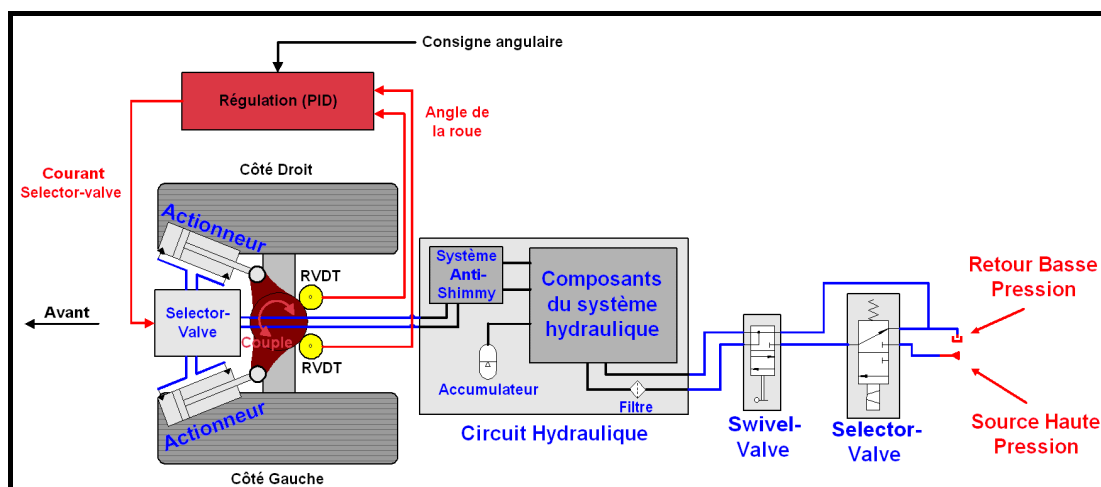 Consigne angulaire
Régulation (PID)
Angle de
la roue
Courant
Selector-valve
Côté Droit
Actionneur
RVDT
Système
Anti-
Shimmy
Composants
du système
hydraulique
Retour Basse
Pression
Avant
Selector-
Valve
Couple
RVDT
Accumulateur
Filtre
Actionneur
Circuit Hydraulique
Swivel-
Valve
Selector-
Valve
Source Haute
Pression
Côté Gauche